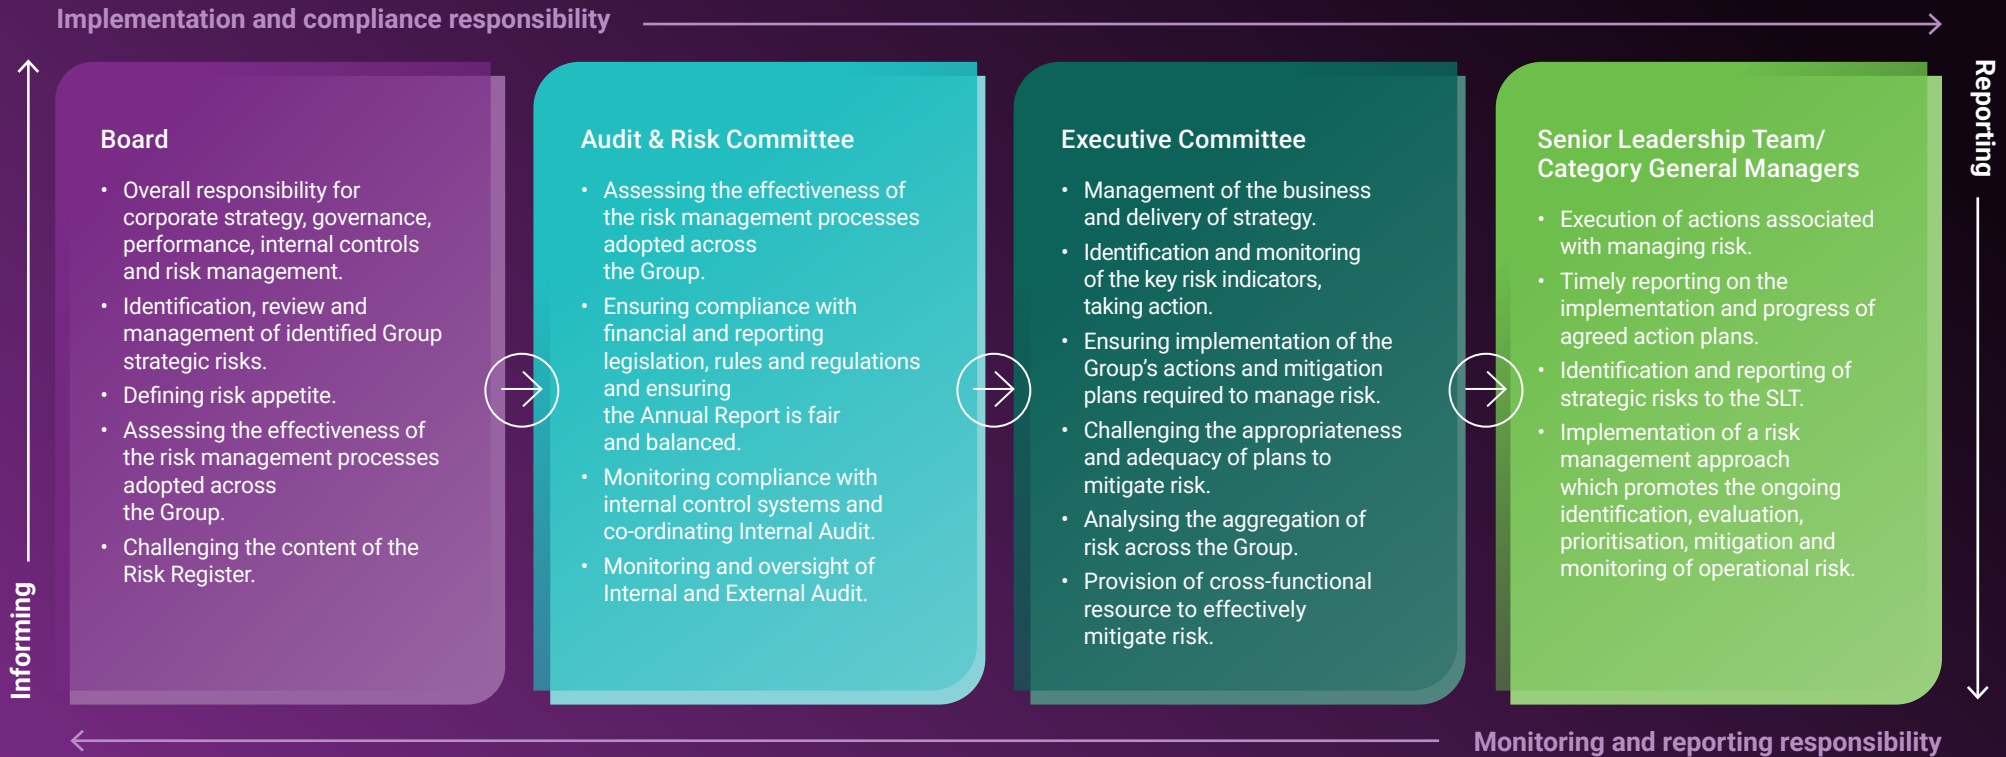 Implementation and compliance responsibility
Informing
Board
• Overall responsibility for
corporate strategy, governance,
performance, internal controls
and risk management.
• Identification, review and
management of identified Group
strategic risks.
• Defining risk appetite.
• Assessing the effectiveness of
the risk management processes
adopted across
the Group.
• Challenging the content of the
Risk Register.
Audit & Risk Committee
• Assessing the effectiveness of
the risk management processes
adopted across
the Group.
• Ensuring compliance with
financial and reporting
legislation, rules and regulations
and ensuring
the Annual Report is fair
and balanced.
• Monitoring compliance with
internal control systems and
co-ordinating Internal Audit.
• Monitoring and oversight of
Internal and External Audit.
Executive Committee
• Management of the business
and delivery of strategy.
• Identification and monitoring
of the key risk indicators,
taking action.
• Ensuring implementation of the
Group’s actions and mitigation
plans required to manage risk.
• Challenging the appropriateness
and adequacy of plans to
mitigate risk.
• Analysing the aggregation of
risk across the Group.
• Provision of cross-functional
resource to effectively
mitigate risk.
Senior Leadership Team/
Category General Managers
• Execution of actions associated
with managing risk.
• Timely reporting on the
implementation and progress of
agreed action plans.
• Identification and reporting of
strategic risks to the SLT.
• Implementation of a risk
management approach
which promotes the ongoing
identification, evaluation,
prioritisation, mitigation and
monitoring of operational risk.
Reporting
Monitoring and reporting responsibility